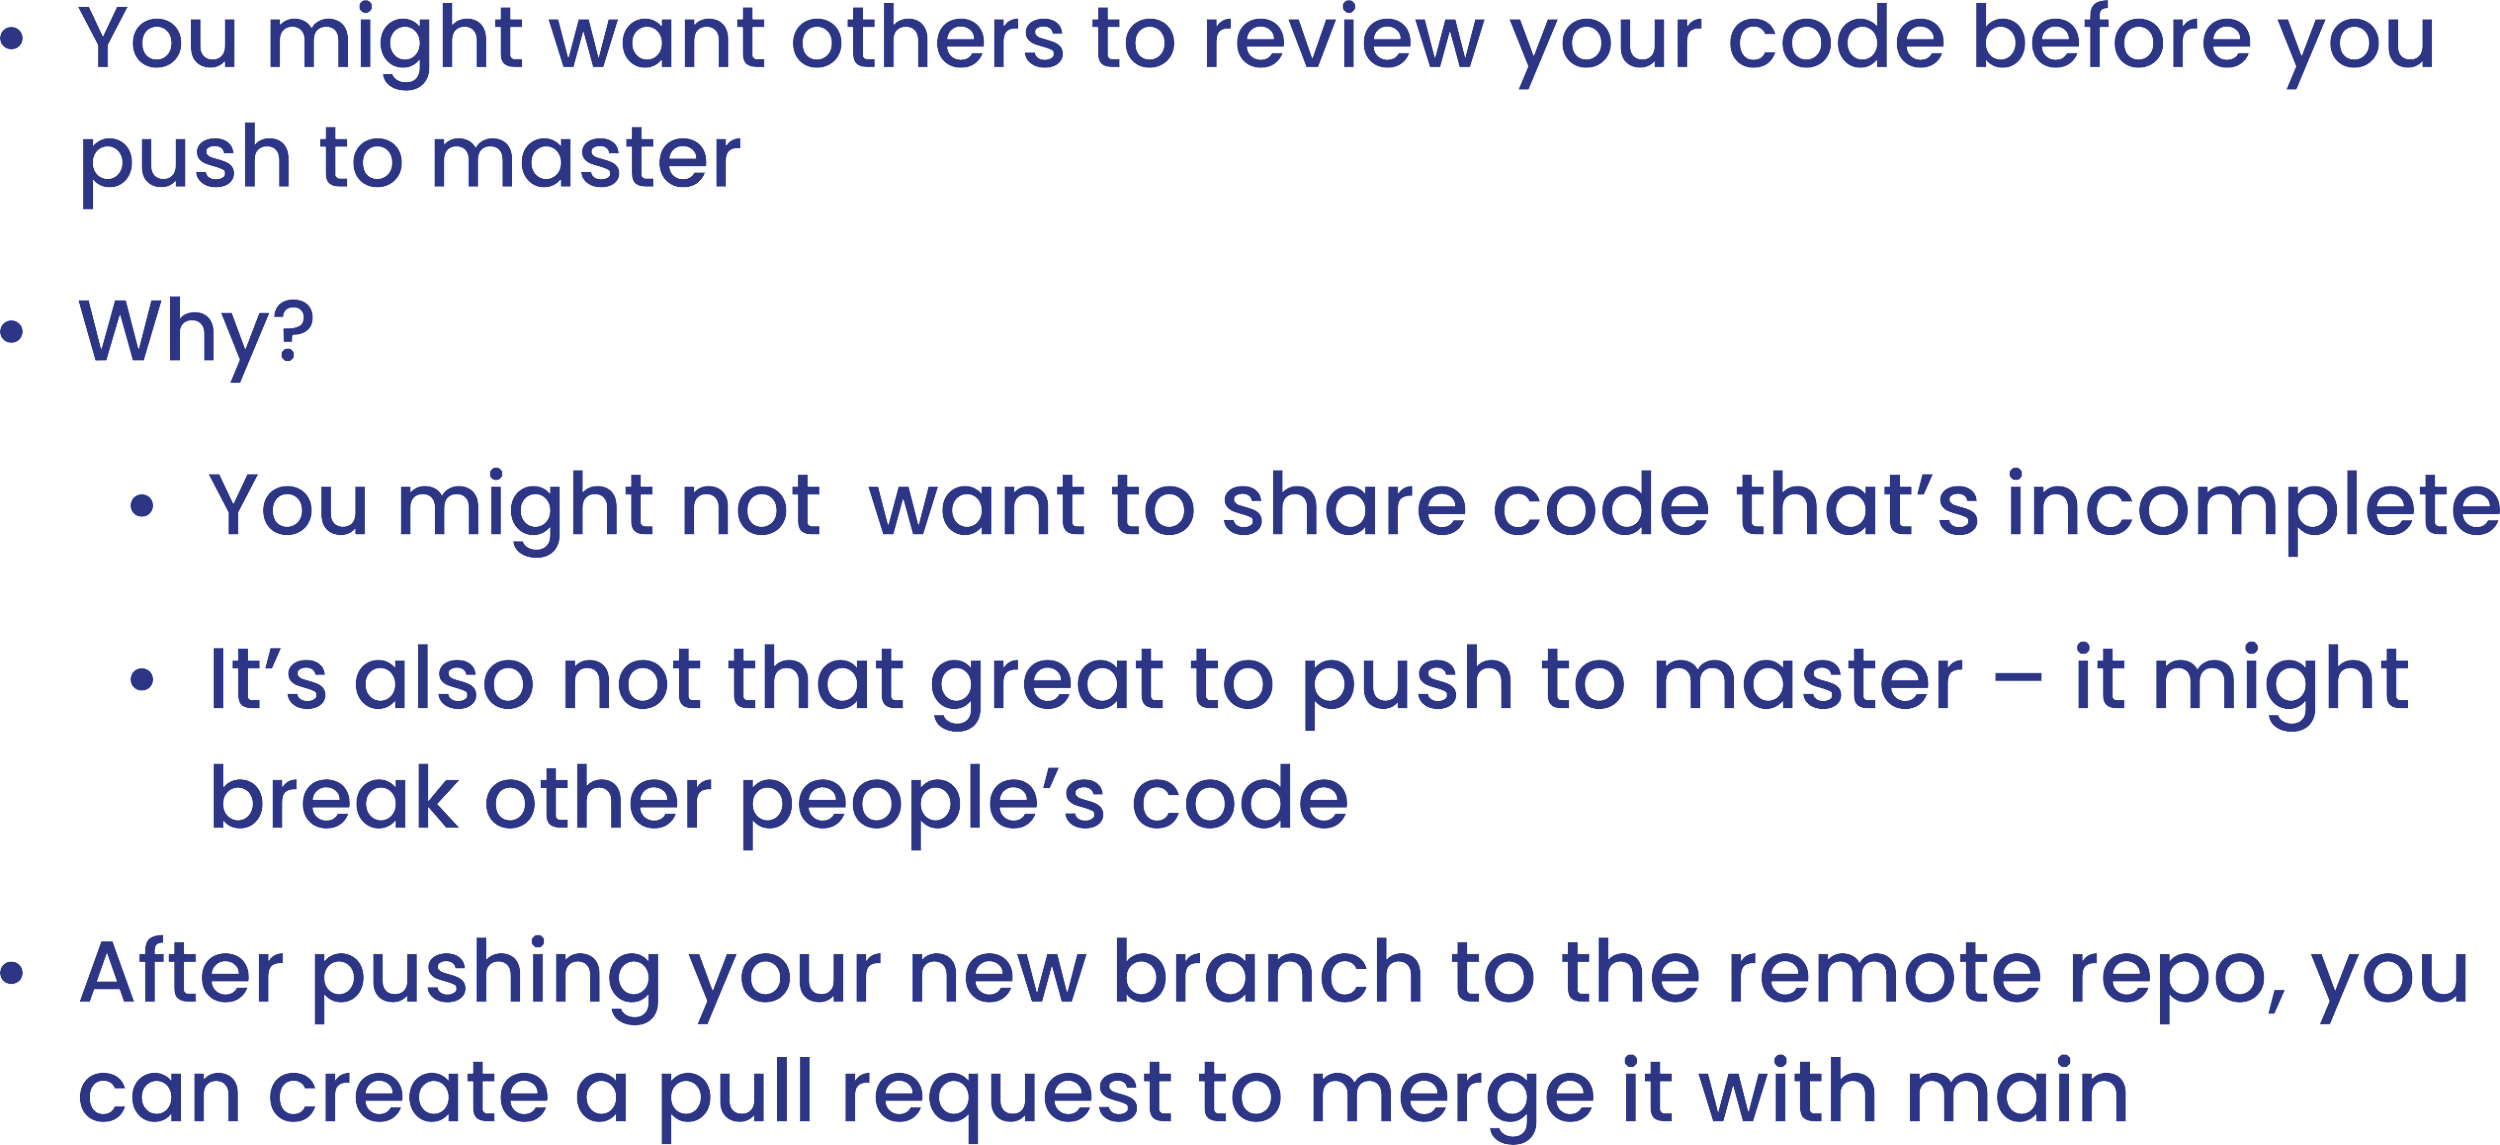 • You might want others to review your code before you
push to master
• Why?
• You might not want to share code that’s incomplete
• It’s also not that great to push to master — it might
break other people’s code
• After pushing your new branch to the remote repo, you
can create a pull request to merge it with main